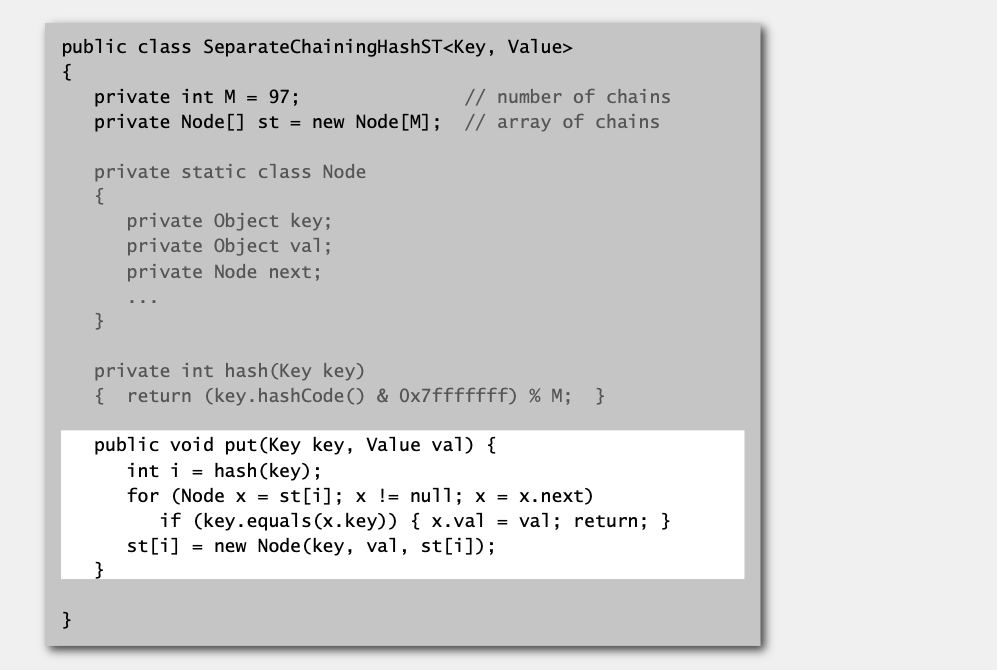 public class SeparateChainingHashST<Key, Value>
{
private int M = 97; // number of chains
private Node[] st = new Node[M]; // array of chains
private static class Node
{
private Object key;
private Object val;
private Node next;
...
}
private int hash(Key key)
{ return (key.hashCode() & 0x7fffffff) % M; }
public void put(Key key, Value val) {
int i = hash(key);
for (Node x = st[i]; x != null; x = x.next)
if (key.equals(x.key)) { x.val = val; return; }
st[i] = new Node(key, val, st[i]);
}
}